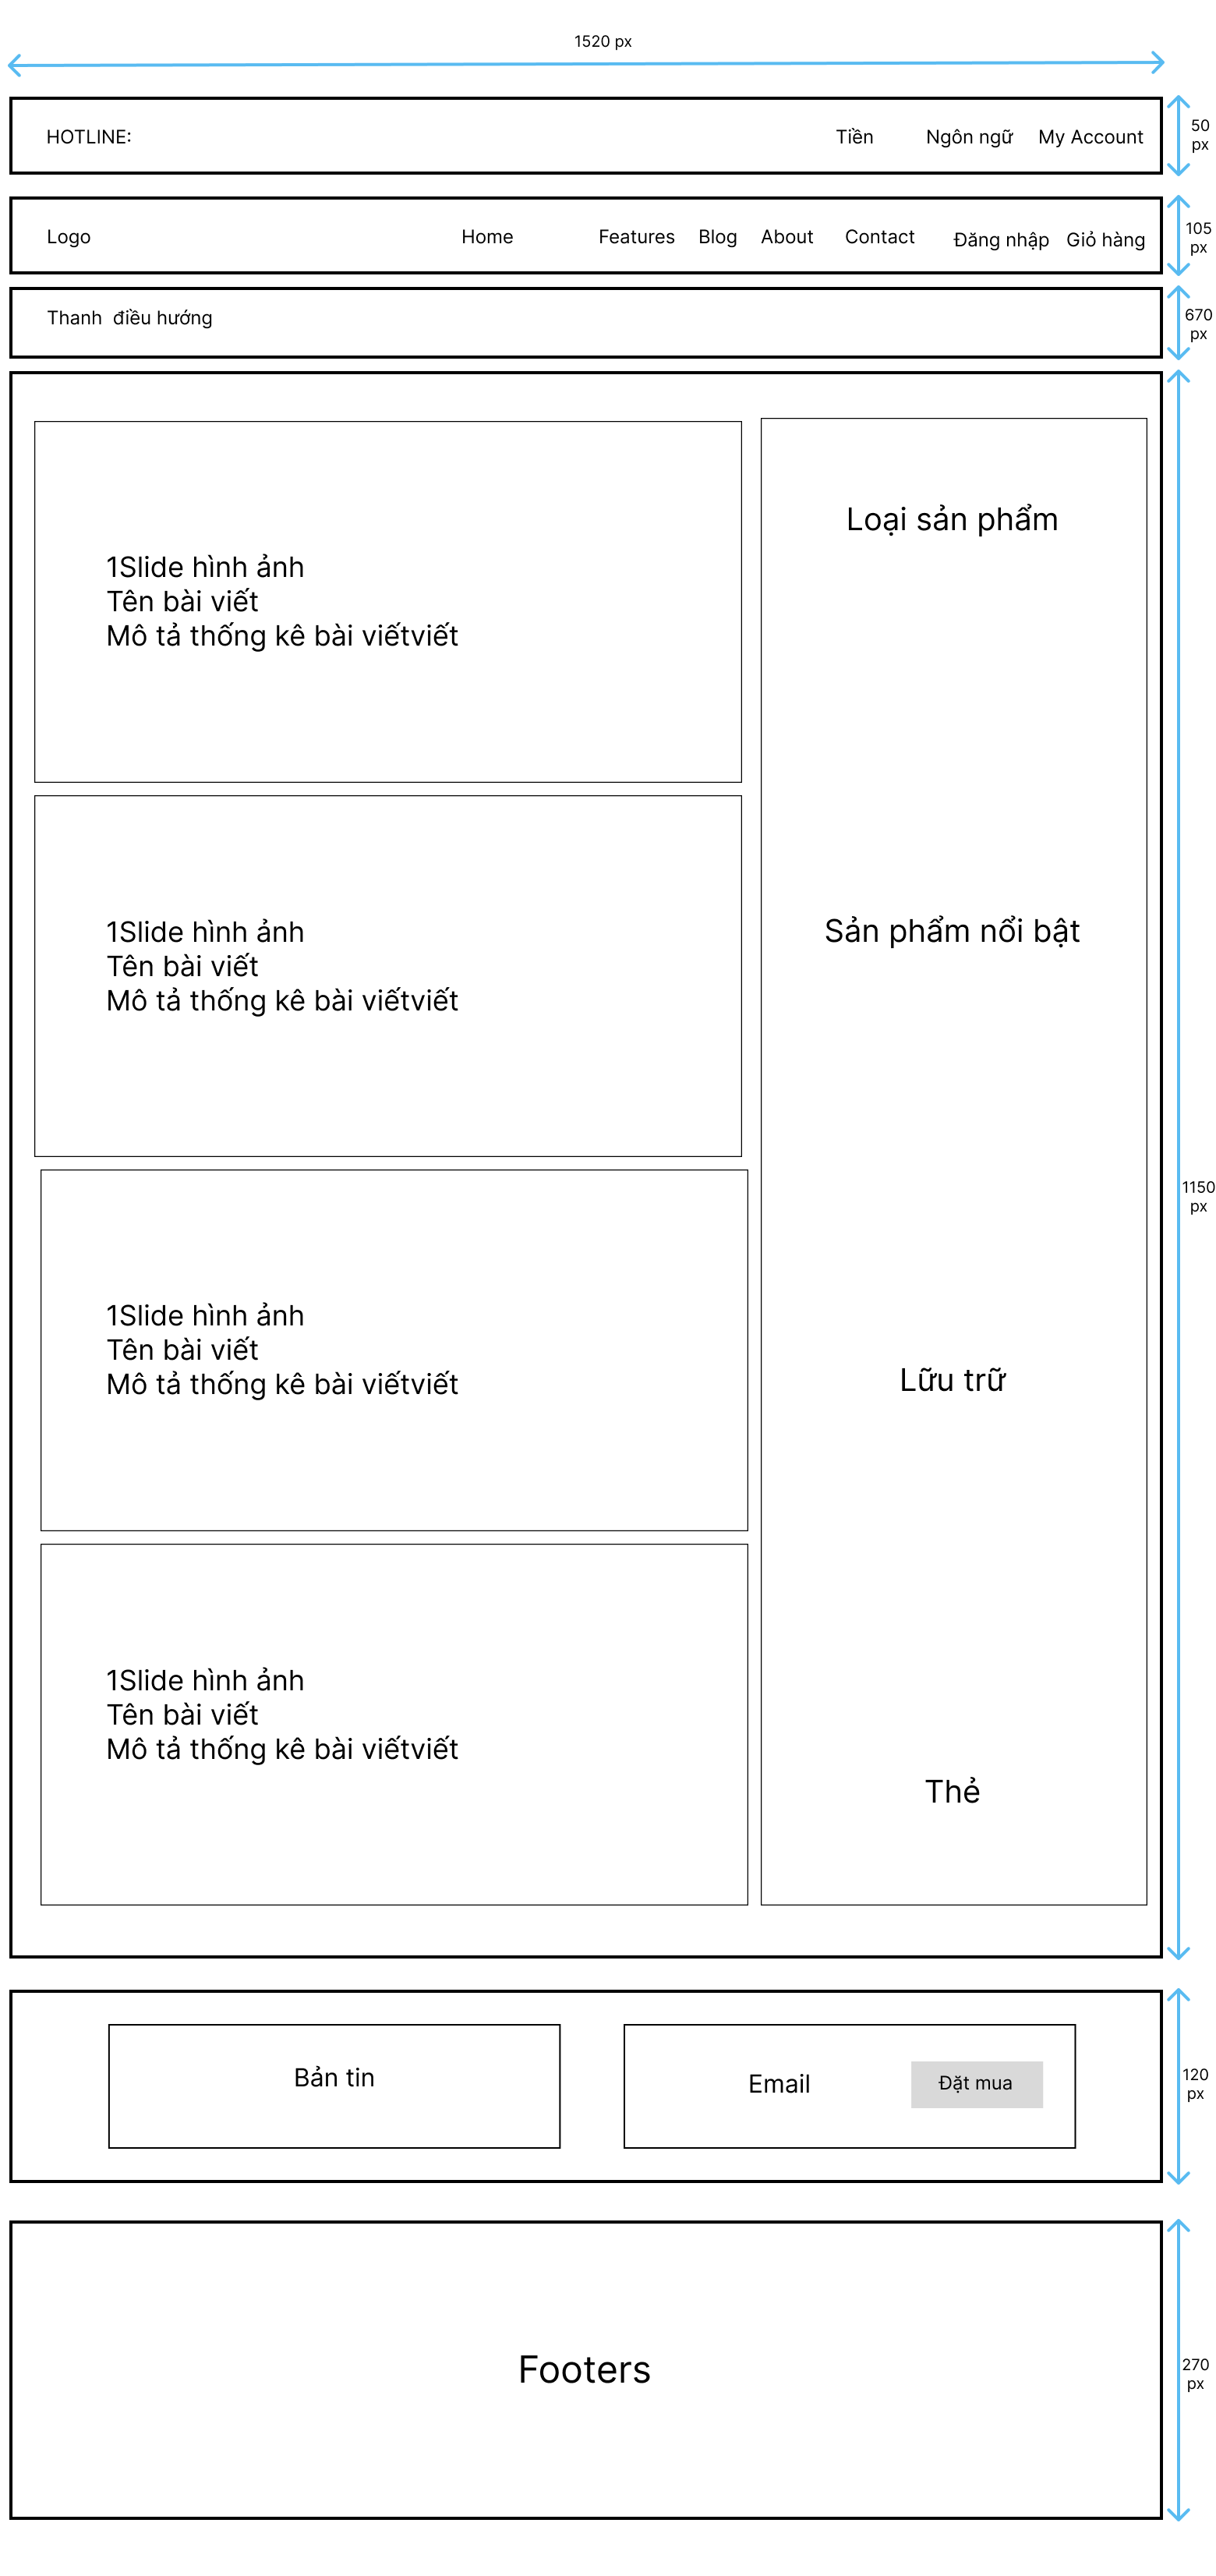 1520 px
HOTLINE:
Tiền
Ngôn ngữ
My Account
50
px
Logo
Home
Features
Blog
About
Contact
Đăng nhập
Giỏ hàng
105
px
Thanh  điều hướng
670
px
1Slide hình ảnh
Tên bài viết
Mô tả thống kê bài viếtviết
Loại sản phẩm
1Slide hình ảnh
Tên bài viết
Mô tả thống kê bài viếtviết
Sản phẩm nổi bật
1150
px
1Slide hình ảnh
Tên bài viết
Mô tả thống kê bài viếtviết
Lữu trữ
1Slide hình ảnh
Tên bài viết
Mô tả thống kê bài viếtviết
Thẻ
Bản tin
Email
Đặt mua
120
px
Footers
270
px